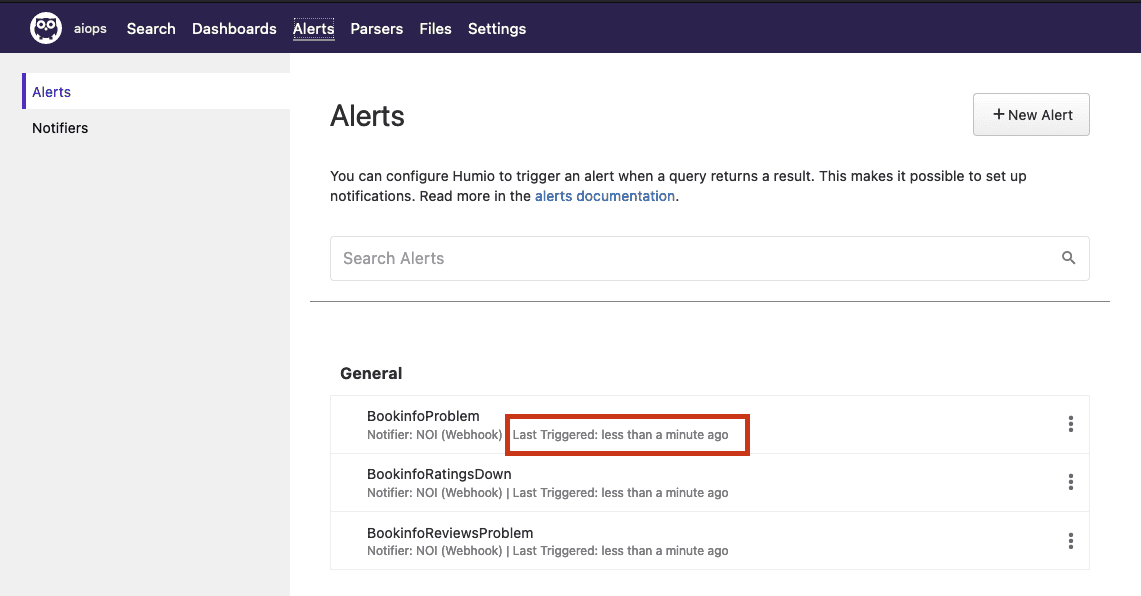 aiops Search Dashboards Alerts Parsers Files Settings
Alerts
Notifiers
Alerts
+ New Alert
You can configure Humio to trigger an alert when a query returns a result. This makes it possible to set up
notifications. Read more in the alerts documentation.
Search Alerts
General
BookinfoProblem
Notifier: NOI (Webhook) Last Triggered: less than a minute ago
BookinfoRatingsDown
Notifier: NOI (Webhook) | Last Triggered: less than a minute ago
BookinfoReviewsProblem
Notifier: NOI (Webhook) | Last Triggered: less than a minute ago